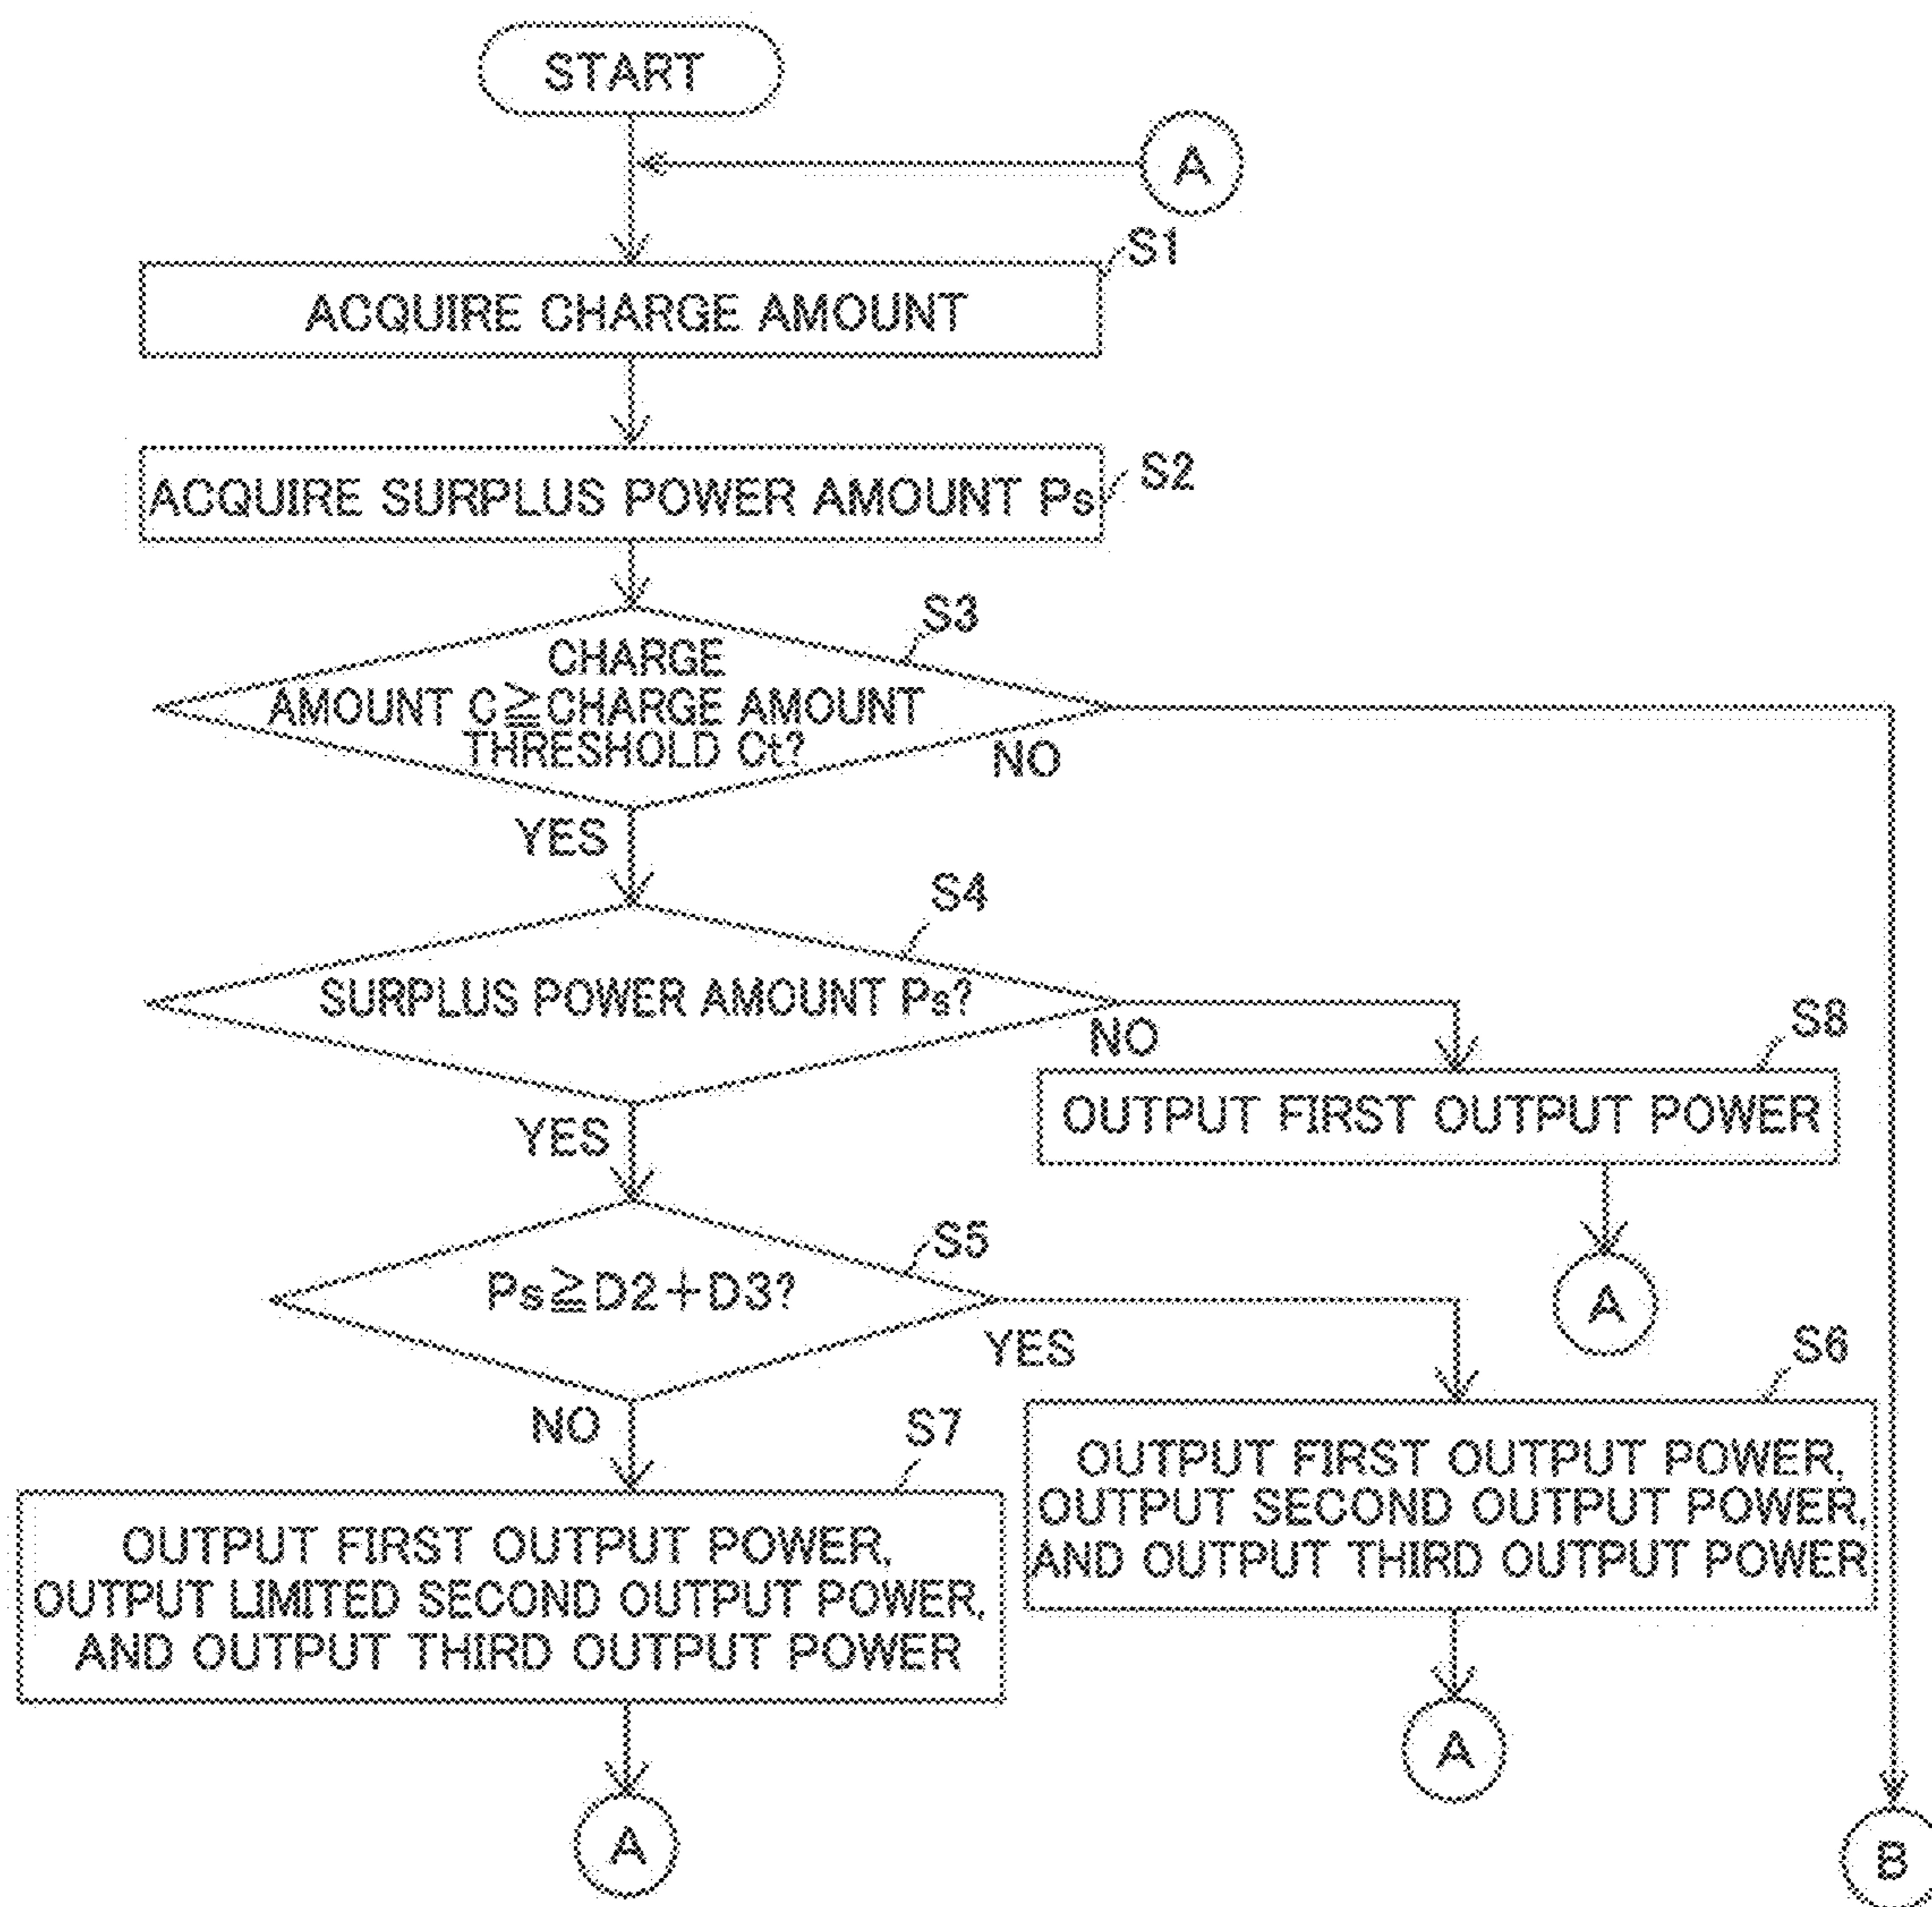 START
A
S1
ACQUIRE CHARGE AMOUNT
S2
ACQUIRE SURPLUS POWER AMOUNT Ps
S3
CHARGE
AMOUNT C≧CHARGE AMOUNT
THRESHOLD Ct?
NO
YES
S4
SURPLUS POWER AMOUNT Ps?
NO
YES
S8
OUTPUT FIRST OUTPUT POWER
A
S5
Ps≧D2+D3?
YES
NO
S6
OUTPUT FIRST OUTPUT POWER,
OUTPUT SECOND OUTPUT POWER,
AND OUTPUT THIRD OUTPUT POWER
S7
OUTPUT FIRST OUTPUT POWER,
OUTPUT LIMITED SECOND OUTPUT POWER,
AND OUTPUT THIRD OUTPUT POWER
A
A
B